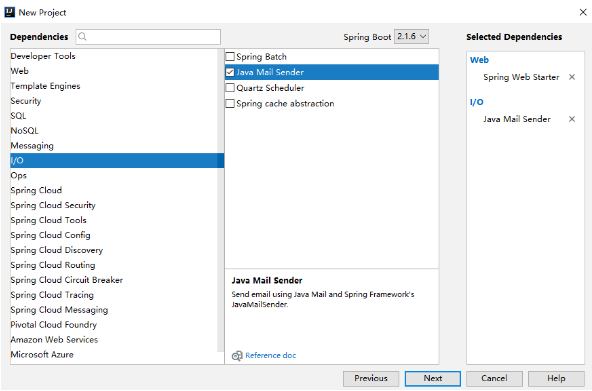 New Project
Dependencies
Spring Boot 2.1.6
Selected Dependencies
Developer Tools
Web
Template Engines
Security
SQL
NoSQL
Messaging
I/O
Ops
Spring Cloud
Spring Cloud Security
Spring Cloud Tools
Spring Cloud Config
Spring Cloud Discovery
Spring Cloud Routing
Spring Cloud Circuit Breaker
Spring Cloud Tracing
Spring Cloud Messaging
Pivotal Cloud Foundry
Amazon Web Services
Microsoft Azure
Spring Batch
Java Mail Sender
Quartz Scheduler
Spring cache abstraction
Java Mail Sender
Send email using Java Mail and Spring Framework's
JavaMailSender.
Reference doc
Web
Spring Web Starter
I/O
Java Mail Sender
Previous
Next
Cancel
Help